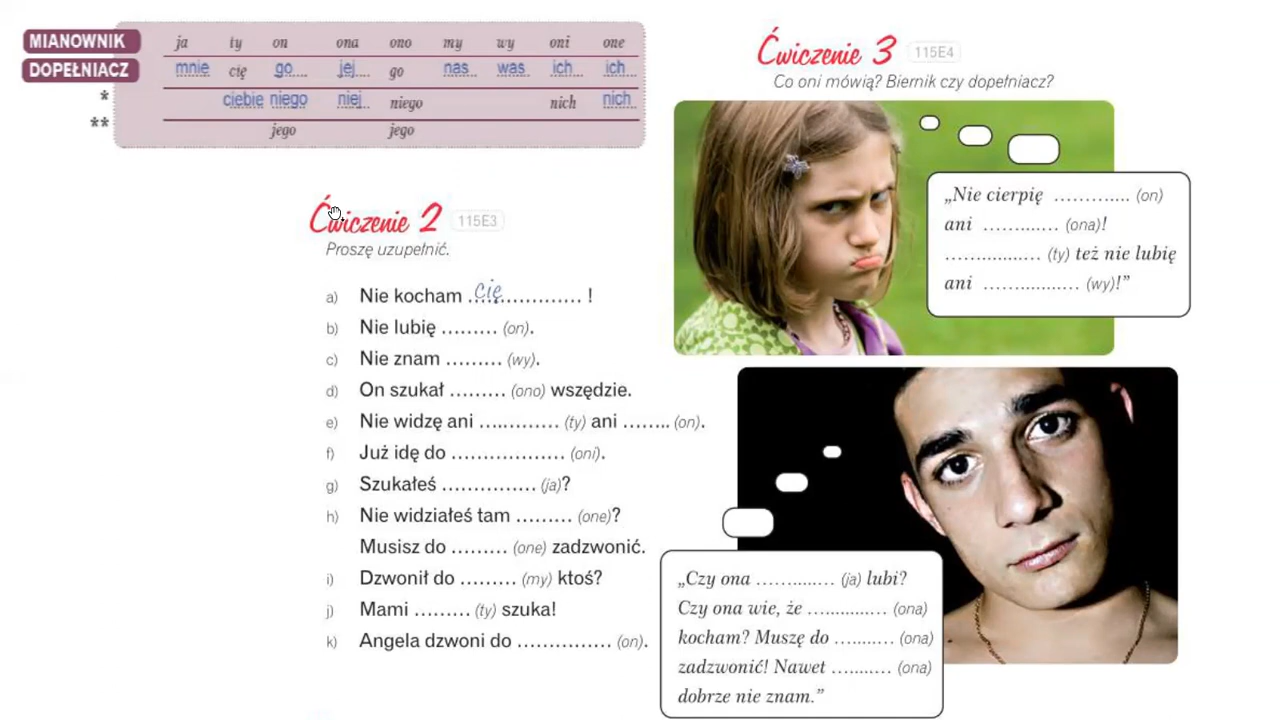 MIANOWNIK ja ty on ona ono my wy oni one
DOPEŁNIACZ mnie cię go jej go nas was ich ich
* ciebie niego niej niego nich nich
** jego jego
Ćwiczenie 2 115E3
Proszę uzupełnić.
a) Nie kocham ..cię................ !
b) Nie lubię ......... (on).
c) Nie znam ......... (wy).
d) On szukał ......... (ono) wszędzie.
e) Nie widzę ani .............. (ty) ani ........ (on).
f) Już idę do .................. (oni).
g) Szukałeś ............... (ja)?
h) Nie widziałeś tam ......... (one)?
Musisz do ......... (one) zadzwonić.
i) Dzwonił do ......... (my) ktoś?
j) Mami ......... (ty) szuka!
k) Angela dzwoni do ............... (on).
Ćwiczenie 3 115E4
Co oni mówią? Biernik czy dopełniacz?
„Nie cierpię .............. (on)
ani .............. (ona)!
.................. (ty) też nie lubię
ani .................. (wy)!”
„Czy ona .............. (ja) lubi?
Czy ona wie, że .............. (ona)
kocham? Muszę do ........... (ona)
zadzwonić! Nawet ............ (ona)
dobrze nie znam.”